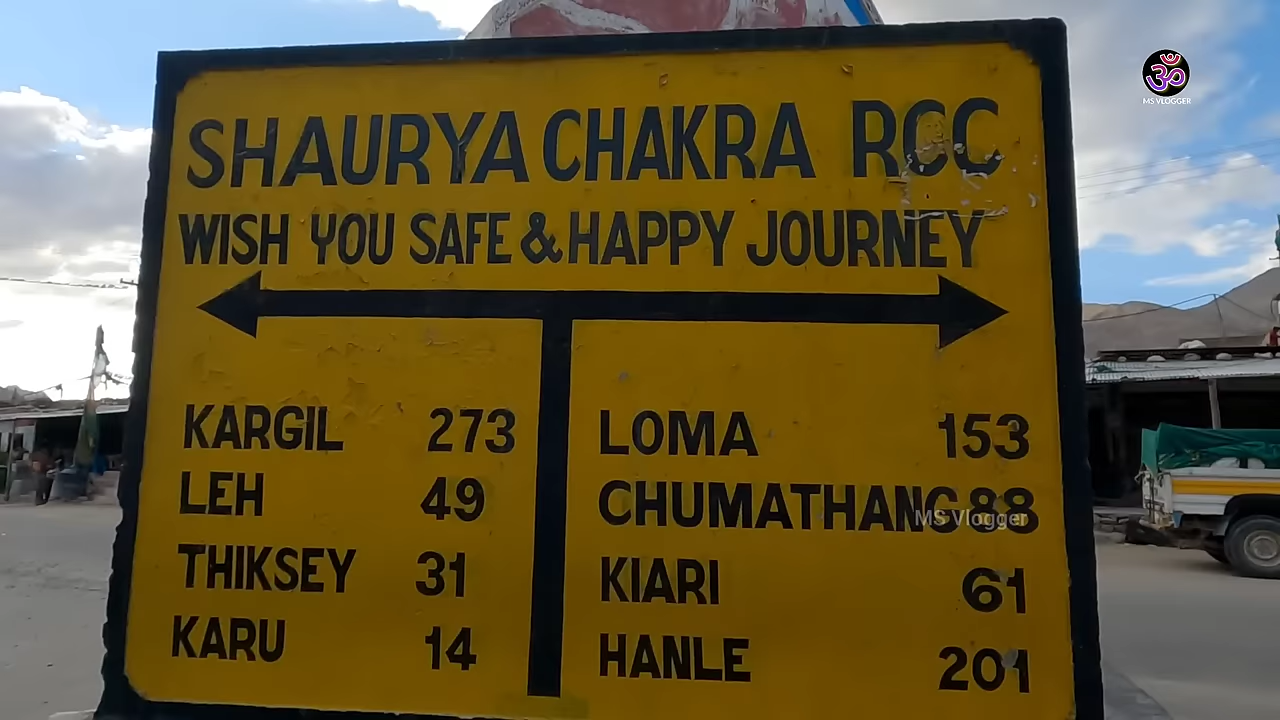 SHAURYA CHAKRA RCC
WISH YOU SAFE & HAPPY JOURNEY
KARGIL 273
LEH 49
THIKSEY 31
KARU 14
LOMA 153
CHUMATHANG 88
KIARI 61
HANLE 201
ॐ
MS VLOGGER
MS Vlogger